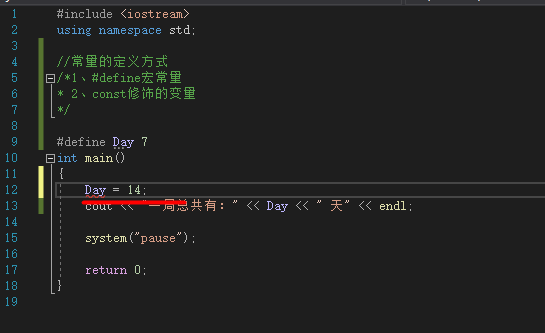 1 #include <iostream>
2 using namespace std;
3
4 //常量的定义方式
5 /*1、#define宏常量
6 * 2、const修饰的变量
7 */
8
9 #define Day 7
10 int main()
11 {
12 Day = 14;
13 cout << "一周总共有：" << Day << " 天" << endl;
14
15 system("pause");
16
17 return 0;
18 }
19